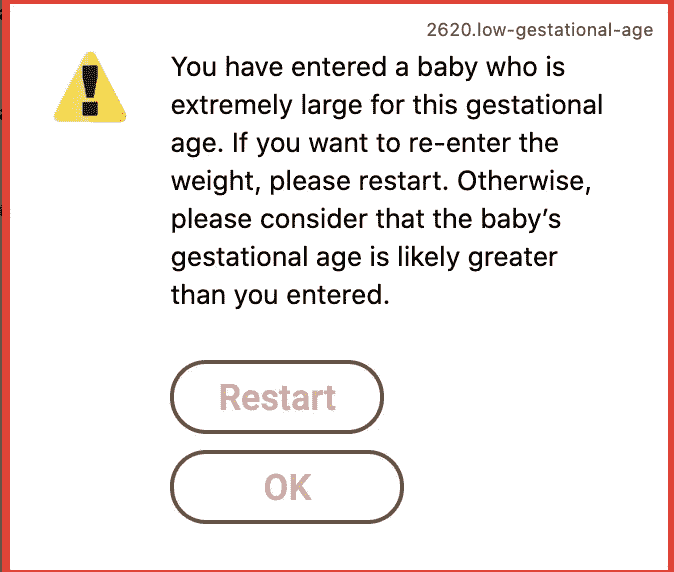 2620.low-gestational-age
You have entered a baby who is
extremely large for this gestational
age. If you want to re-enter the
weight, please restart. Otherwise,
please consider that the baby’s
gestational age is likely greater
than you entered.
Restart
OK